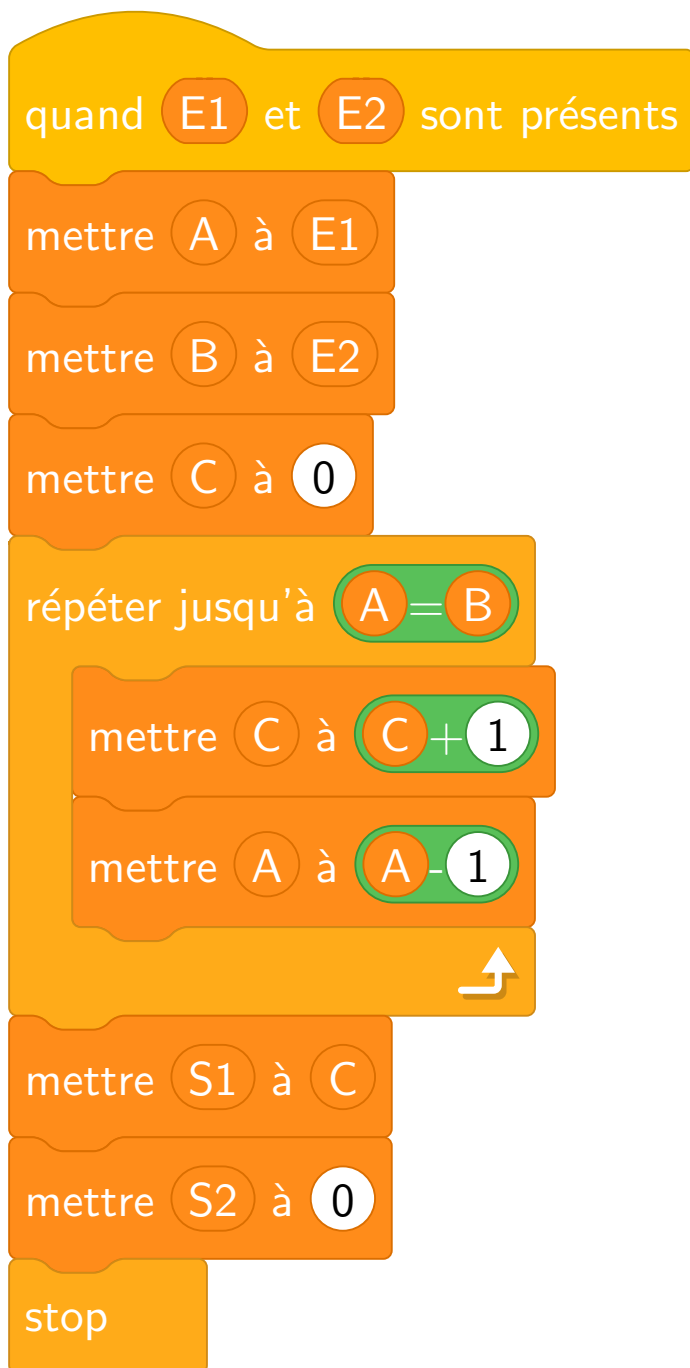 quand E1 et E2 sont présents
mettre A à E1
mettre B à E2
mettre C à 0
répéter jusqu'à A=B
mettre C à C+1
mettre A à A-1
mettre S1 à C
mettre S2 à 0
stop